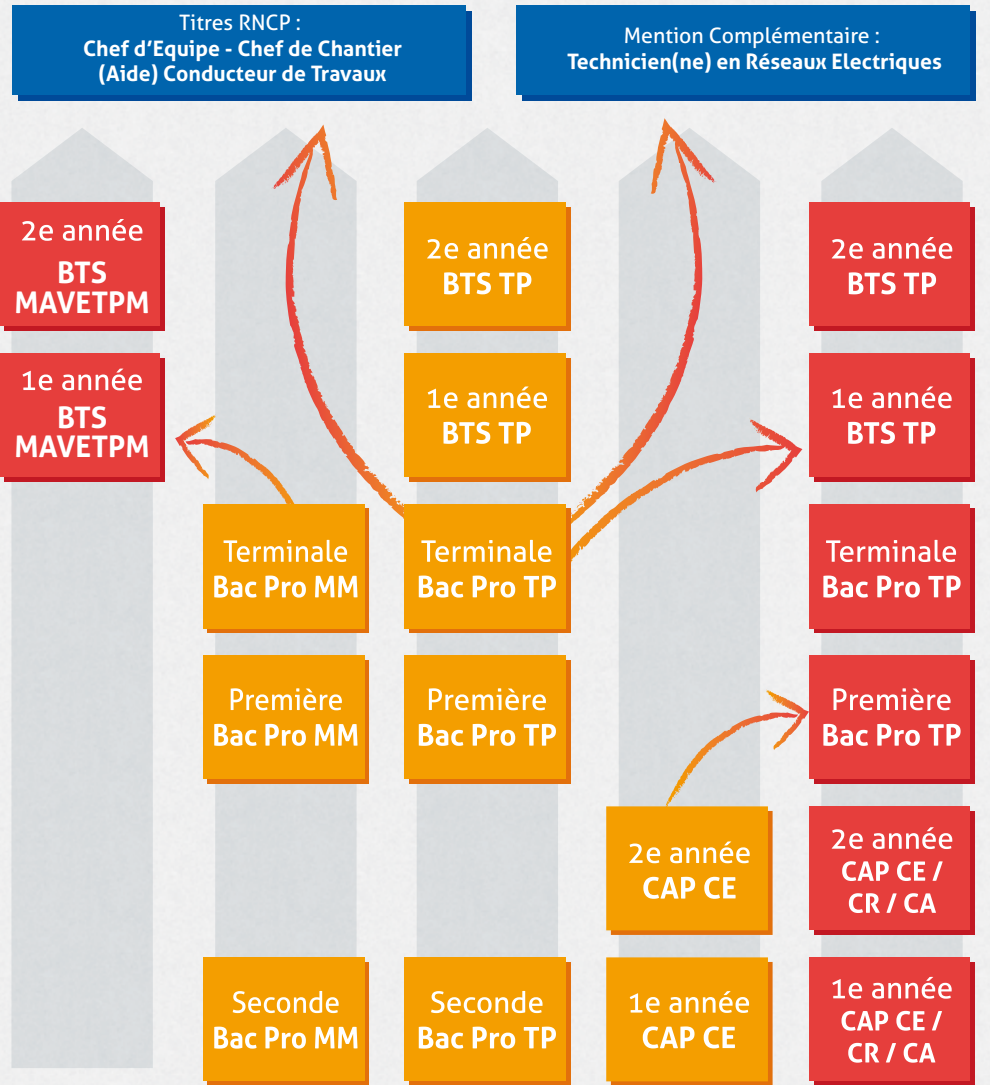 Titres RNCP :
Chef d'Equipe - Chef de Chantier
(Aide) Conducteur de Travaux
Mention Complémentaire :
Technicien(ne) en Réseaux Electriques
2e année
BTS
MAVETPM
2e année
BTS TP
2e année
BTS TP
1e année
BTS
MAVETPM
1e année
BTS TP
1e année
BTS TP
Terminale
Bac Pro MM
Terminale
Bac Pro TP
Terminale
Bac Pro TP
Première
Bac Pro MM
Première
Bac Pro TP
Première
Bac Pro TP
2e année
CAP CE
2e année
CAP CE /
CR / CA
Seconde
Bac Pro MM
Seconde
Bac Pro TP
1e année
CAP CE
1e année
CAP CE /
CR / CA